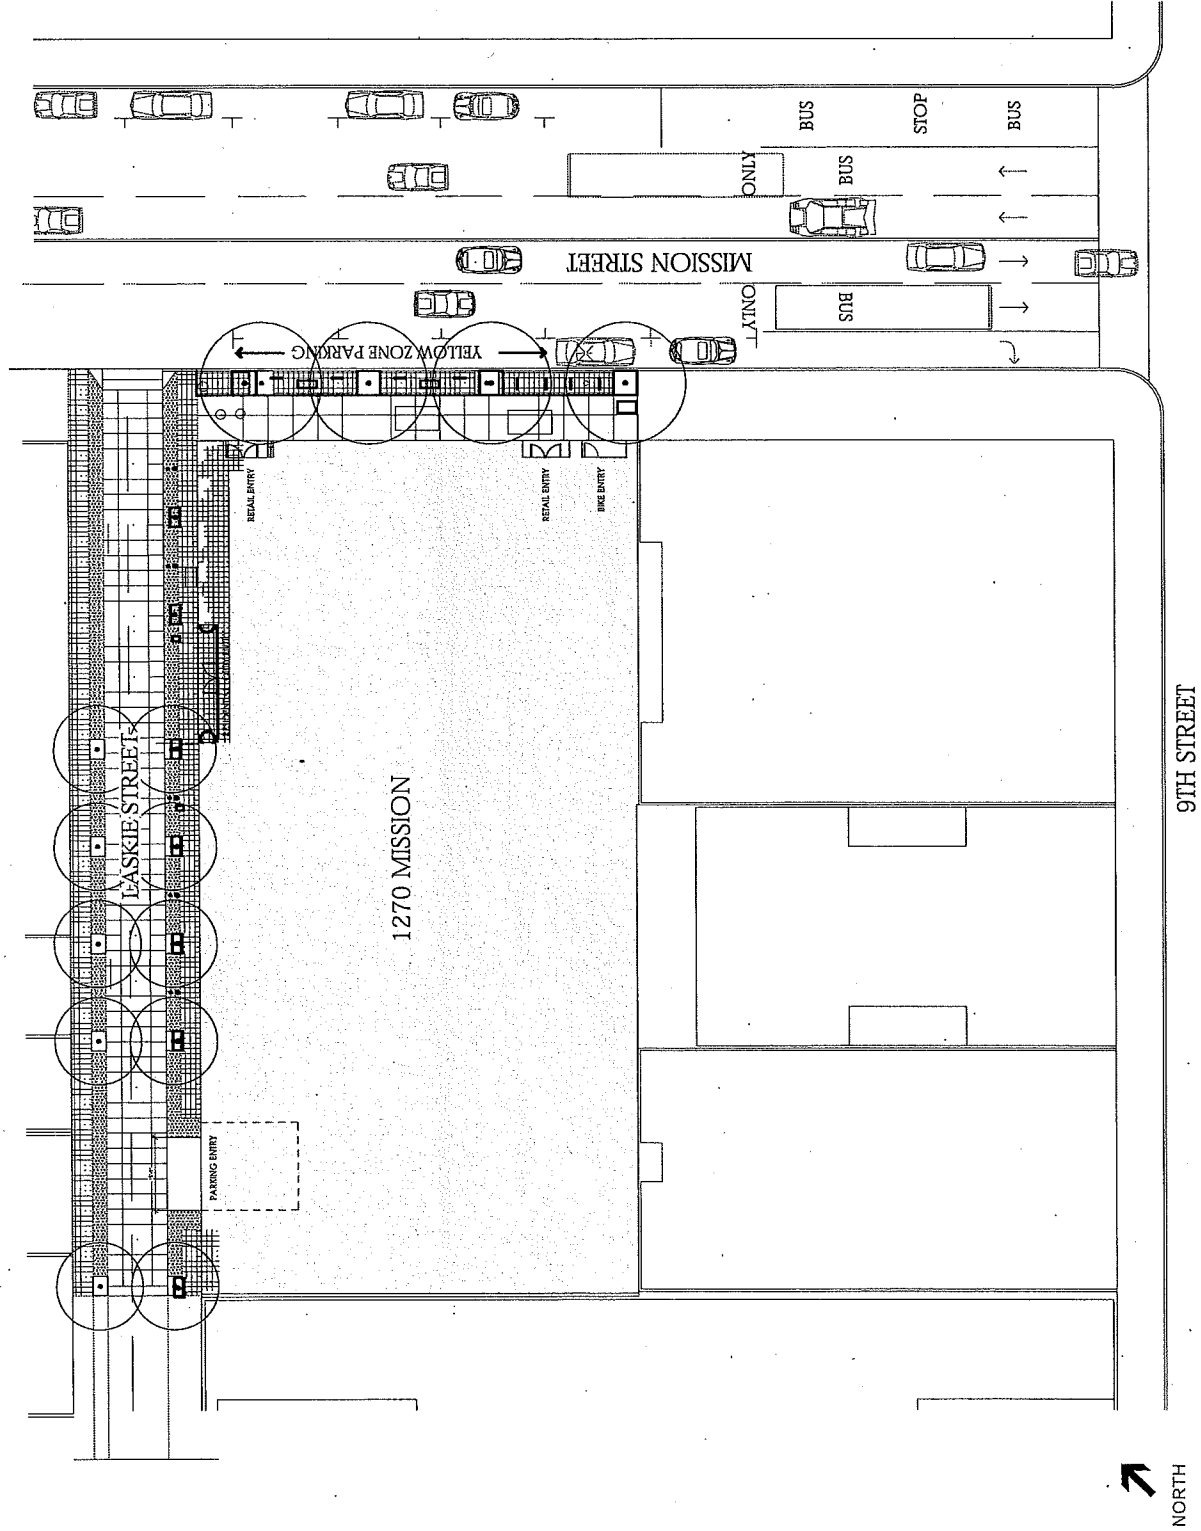 BUS
STOP
BUS
ONLY
BUS
MISSION STREET
ONLY
BUS
YELLOW ZONE PARKING
RETAIL ENTRY
RETAIL ENTRY
BIKE ENTRY
LASKIE STREET
1270 MISSION
9TH STREET
PARKING ENTRY
NORTH